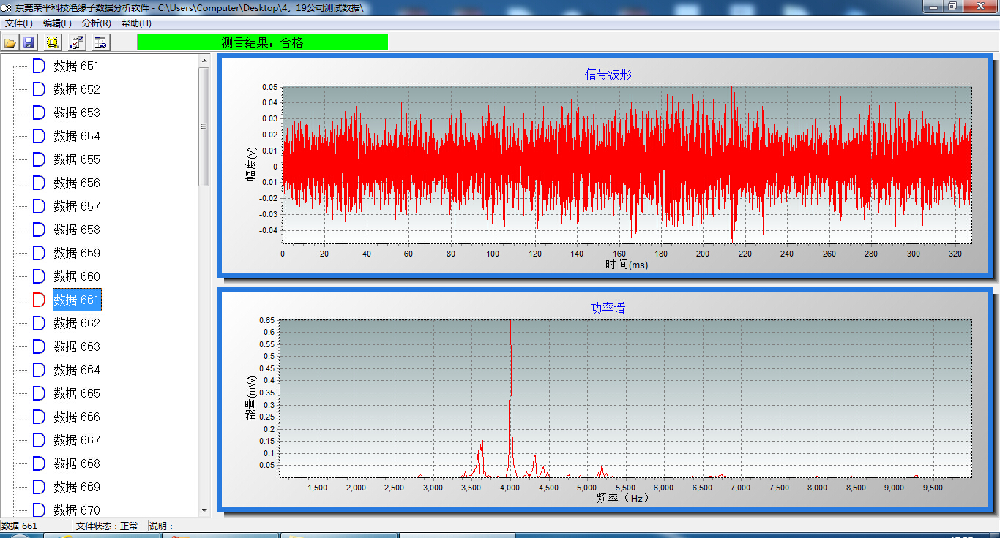 东莞荣平科技绝缘子数据分析软件 - C:\Users\Computer\Desktop\4。19公司测试数据\
文件(F) 编辑(E) 分析(R) 帮助(H)
测量结果：合格
数据 651
数据 652
数据 653
数据 654
数据 655
数据 656
数据 657
数据 658
数据 659
数据 660
数据 661
数据 662
数据 663
数据 664
数据 665
数据 666
数据 667
数据 668
数据 669
数据 670
信号波形
幅度(V)
0.05
0.04
0.03
0.02
0.01
0
-0.01
-0.02
-0.03
-0.04
0 20 40 60 80 100 120 140 160 180 200 220 240 260 280 300 320
时间(ms)
功率谱
能量(mW)
0.65
0.6
0.55
0.5
0.45
0.4
0.35
0.3
0.25
0.2
0.15
0.1
0.05
1,500 2,000 2,500 3,000 3,500 4,000 4,500 5,000 5,500 6,000 6,500 7,000 7,500 8,000 8,500 9,000 9,500
频率（Hz）
数据 661 文件状态：正常 说明：